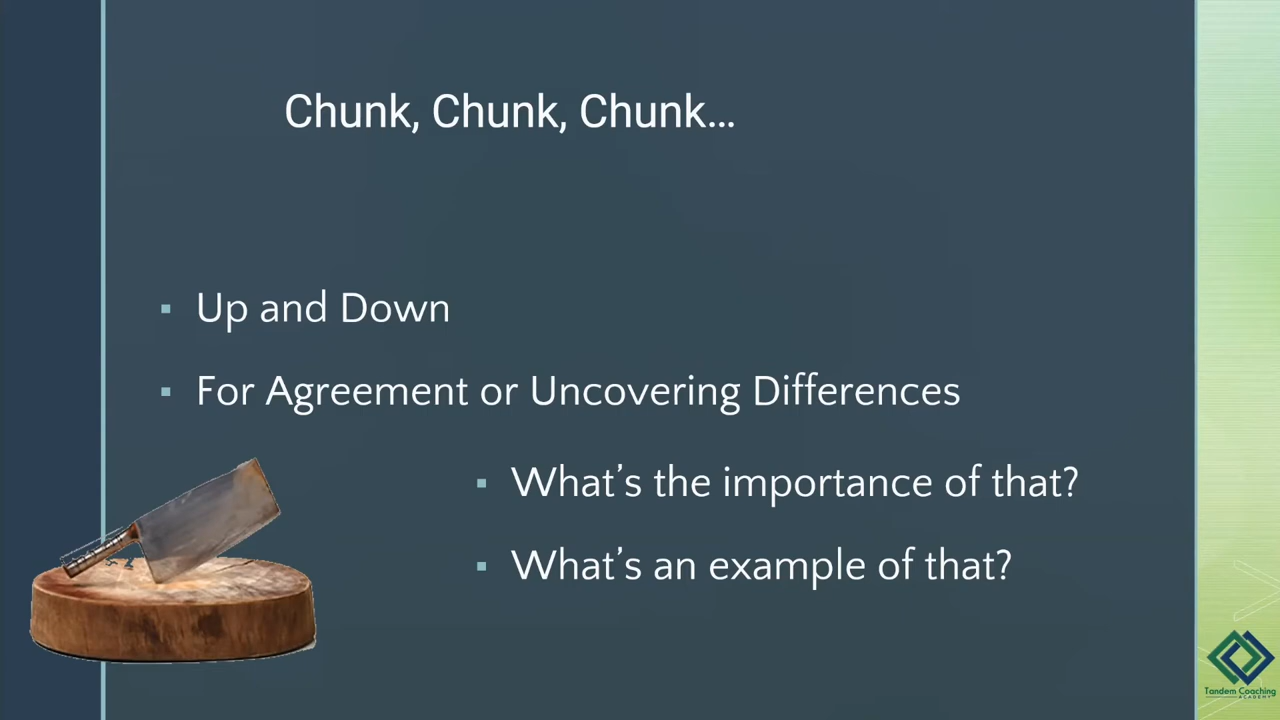 Chunk, Chunk, Chunk…
Up and Down
For Agreement or Uncovering Differences
What’s the importance of that?
What’s an example of that?
Tandem Coaching
ACADEMY